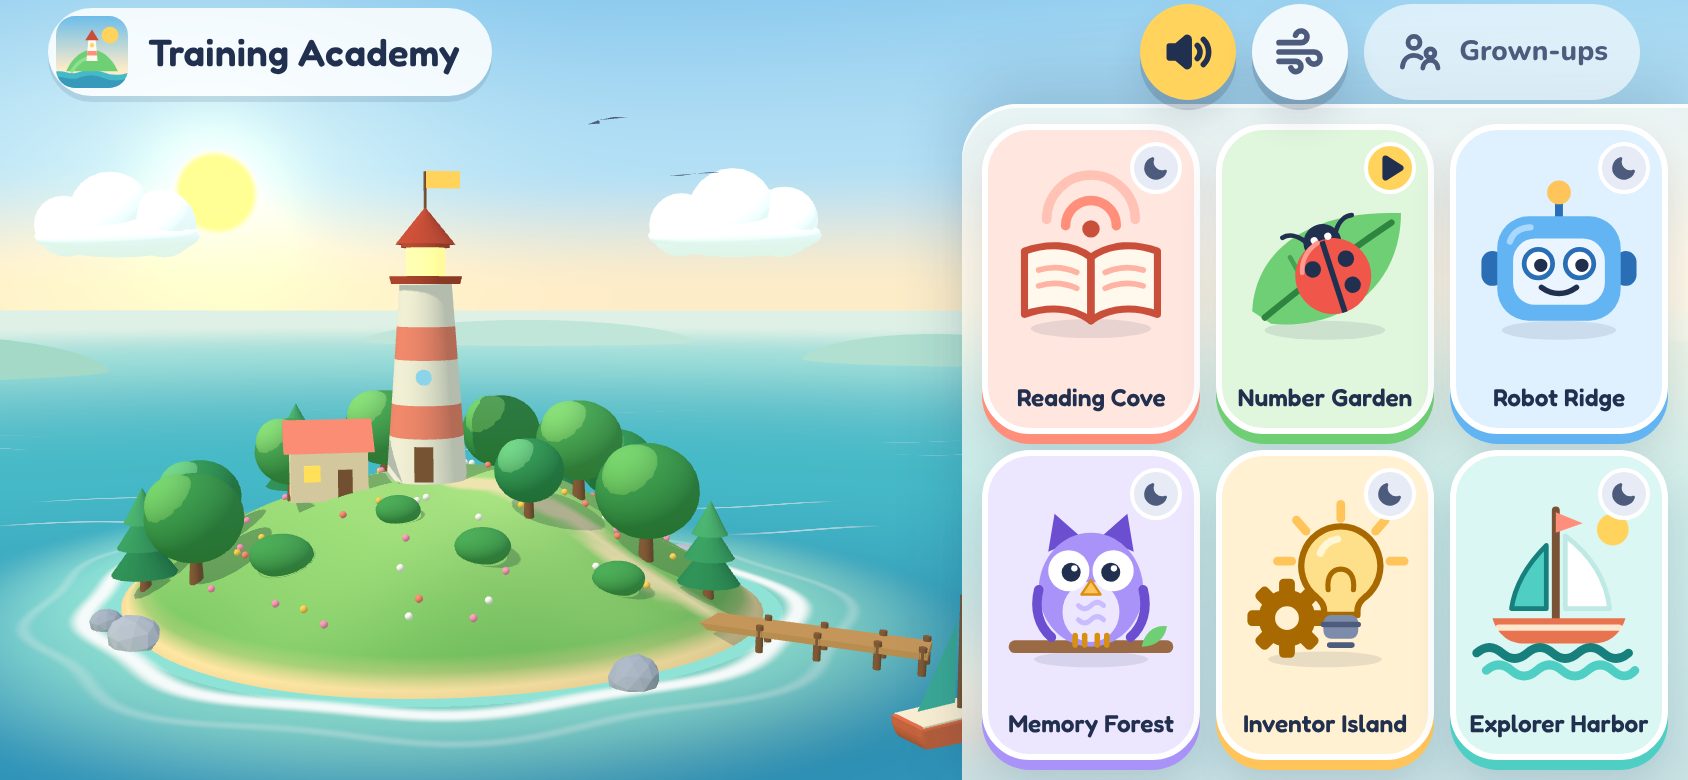 Training Academy
Grown-ups
Reading Cove
Number Garden
Robot Ridge
Memory Forest
Inventor Island
Explorer Harbor